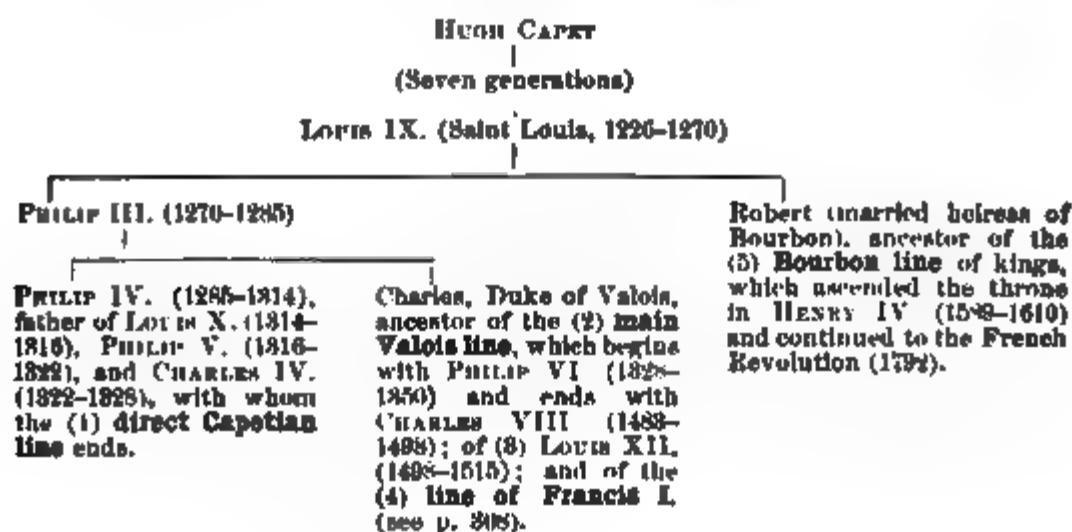 HUGH CAPET
(Seven generations)
LOUIS IX. (Saint Louis, 1226–1270)
PHILIP III. (1270–1285)
PHILIP IV. (1285–1314),
father of LOUIS X. (1314–
1316), PHILIP V. (1316–
1322), and CHARLES IV.
(1322–1328), with whom
the (1) direct Capetian
line ends.
Charles, Duke of Valois,
ancestor of the (2) main
Valois line, which begins
with PHILIP VI (1328–
1350) and ends with
CHARLES VIII (1483–
1498); of (3) LOUIS XII.
(1498–1515); and of the
(4) line of Francis I.
(see p. 308).
Robert (married heiress of
Bourbon), ancestor of the
(5) Bourbon line of kings,
which ascended the throne
in HENRY IV (1589–1610)
and continued to the French
Revolution (1792).